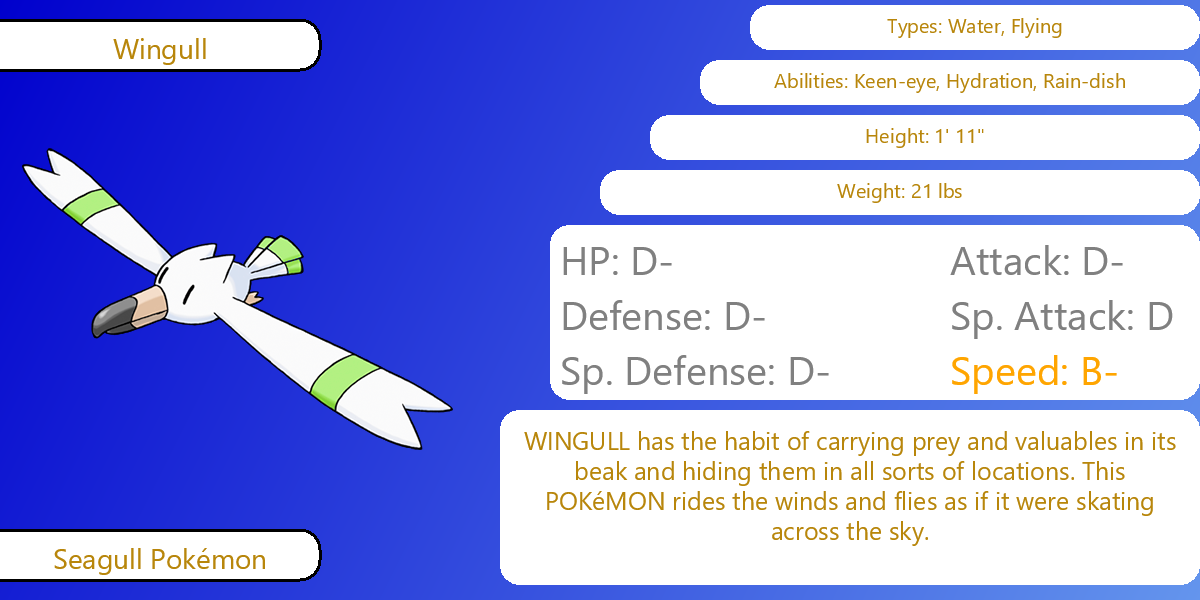 Wingull
Types: Water, Flying
Abilities: Keen-eye, Hydration, Rain-dish
Height: 1' 11"
Weight: 21 lbs
HP: D-
Attack: D-
Defense: D-
Sp. Attack: D
Sp. Defense: D-
Speed: B-
WINGULL has the habit of carrying prey and valuables in its
beak and hiding them in all sorts of locations. This
POKéMON rides the winds and flies as if it were skating
across the sky.
Seagull Pokémon